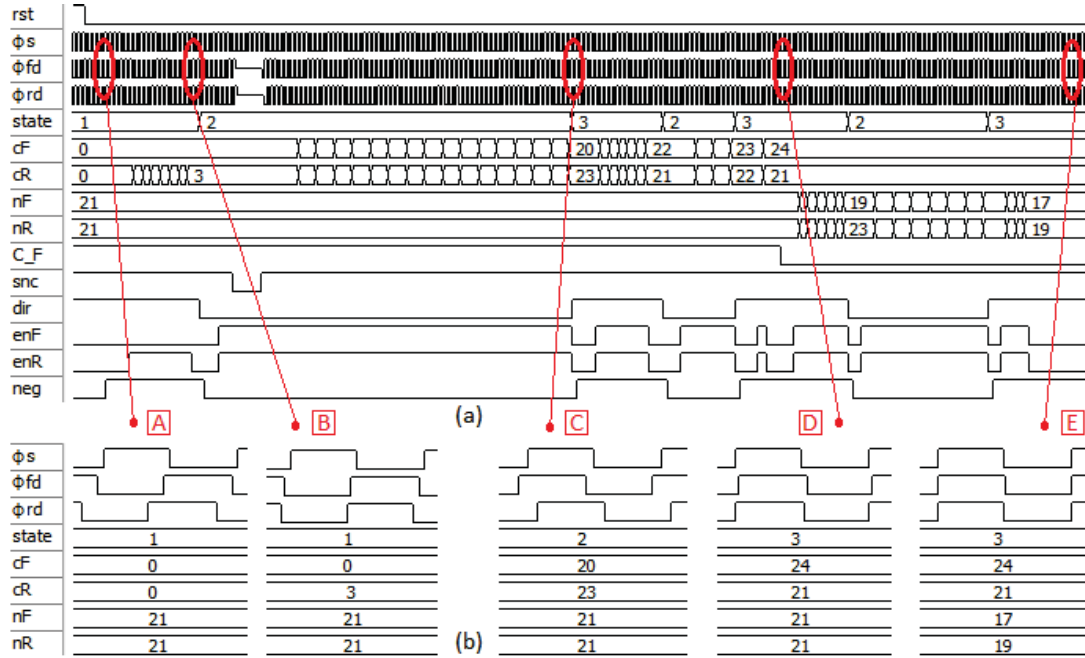 rst
Φs
Φfd
Φrd
state 1 2 3 2 3 2 3
cF 0 20 22 23 24
cR 0 3 23 21 22 21
nF 21 19 17
nR 21 23 19
C_F
snc
dir
enF
enR
neg
(a)
A B C D E
Φs
Φfd
Φrd
state 1 1 2 3 3
cF 0 0 20 24 24
cR 0 3 23 21 21
nF 21 21 21 21 17
nR 21 21 21 21 19
(b)